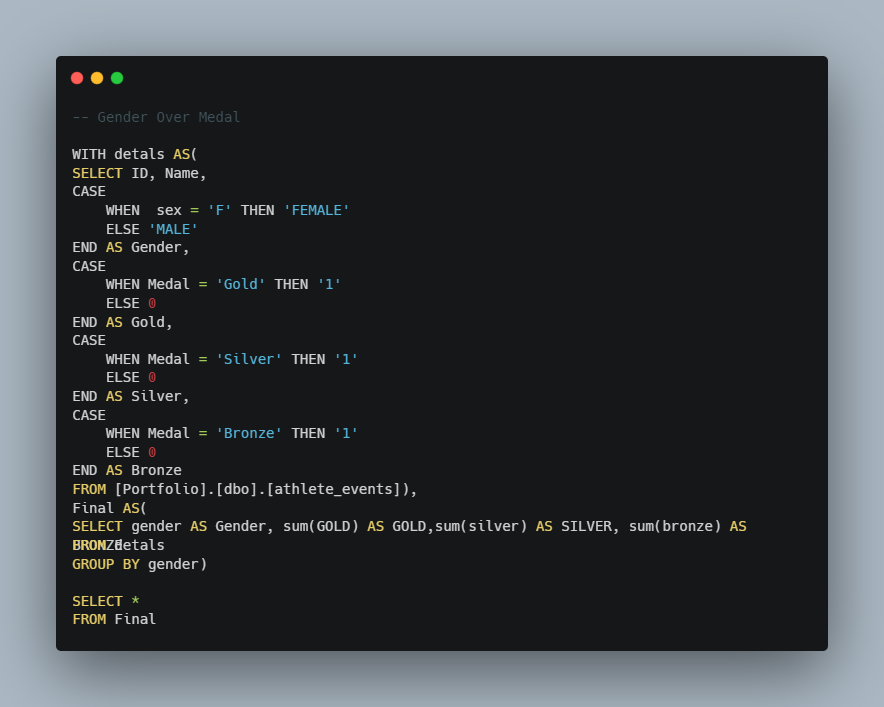 -- Gender Over Medal
WITH detals AS(
SELECT ID, Name,
CASE
WHEN  sex = 'F' THEN 'FEMALE'
ELSE 'MALE'
END AS Gender,
CASE
WHEN Medal = 'Gold' THEN '1'
ELSE 0
END AS Gold,
CASE
WHEN Medal = 'Silver' THEN '1'
ELSE 0
END AS Silver,
CASE
WHEN Medal = 'Bronze' THEN '1'
ELSE 0
END AS Bronze
FROM [Portfolio].[dbo].[athlete_events]),
Final AS(
SELECT gender AS Gender, sum(GOLD) AS GOLD,sum(silver) AS SILVER, sum(bronze) AS
BRONZE
FROM detals
GROUP BY gender)
SELECT *
FROM Final